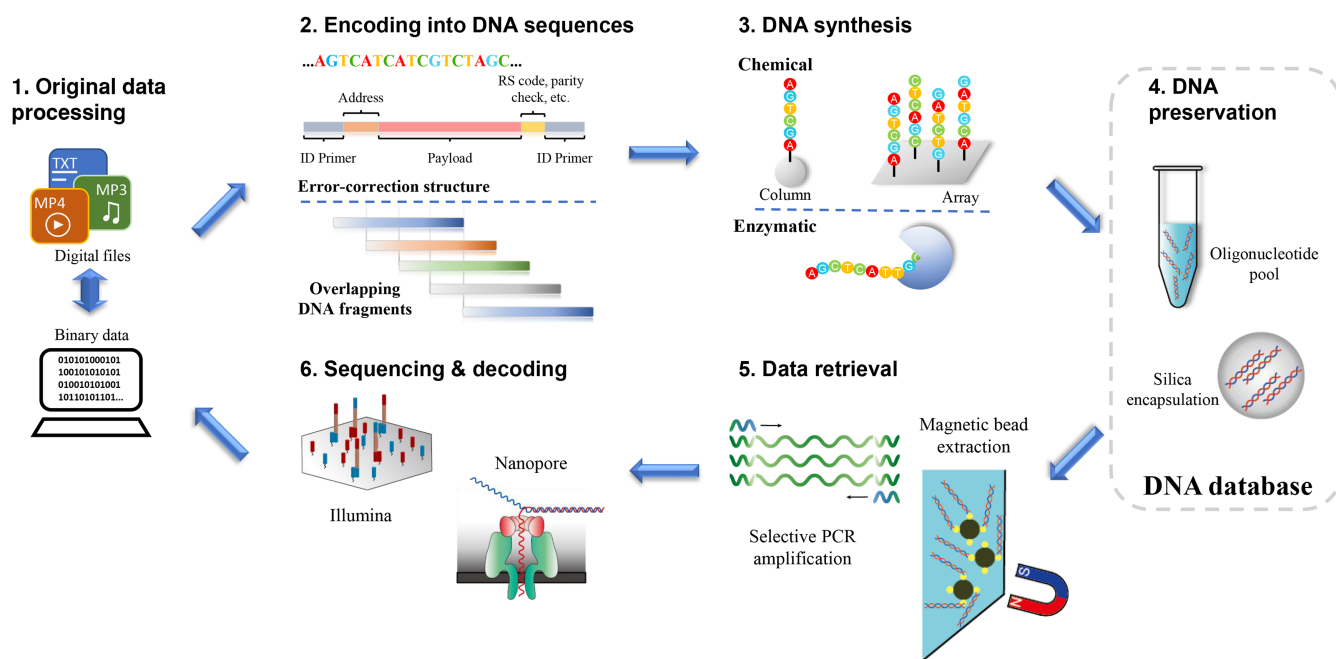 1. Original data
processing
TXT
MP3
MP4
Digital files
Binary data
010101000101
100101010101
010010101001
10110101101...
2. Encoding into DNA sequences
...AGTCATCATCGTCTAGC...
RS code, parity
check, etc.
Address
ID Primer
Payload
ID Primer
Error-correction structure
Overlapping
DNA fragments
3. DNA synthesis
Chemical
A
G
T
C
G
A
Column
A
G
T
C
G
A
C
T
C
A
G
C
G
A
T
C
T
G
G
A
T
G
C
A
Array
Enzymatic
A G C T C A T T G C
4. DNA
preservation
Oligonucleotide
pool
Silica
encapsulation
DNA database
5. Data retrieval
Magnetic bead
extraction
Selective PCR
amplification
S
N
6. Sequencing & decoding
Illumina
Nanopore